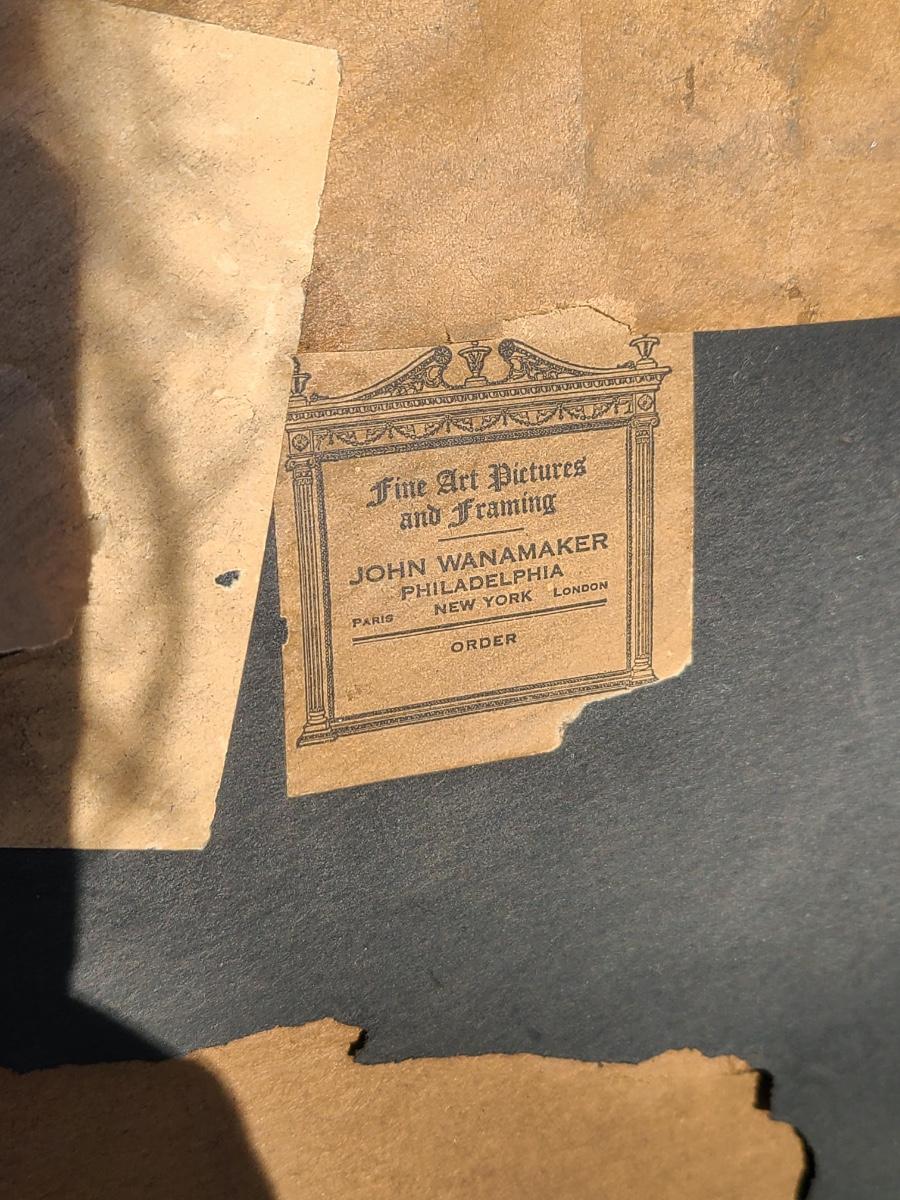 Fine Art Pictures
and Framing
JOHN WANAMAKER
PHILADELPHIA
PARIS NEW YORK LONDON
ORDER